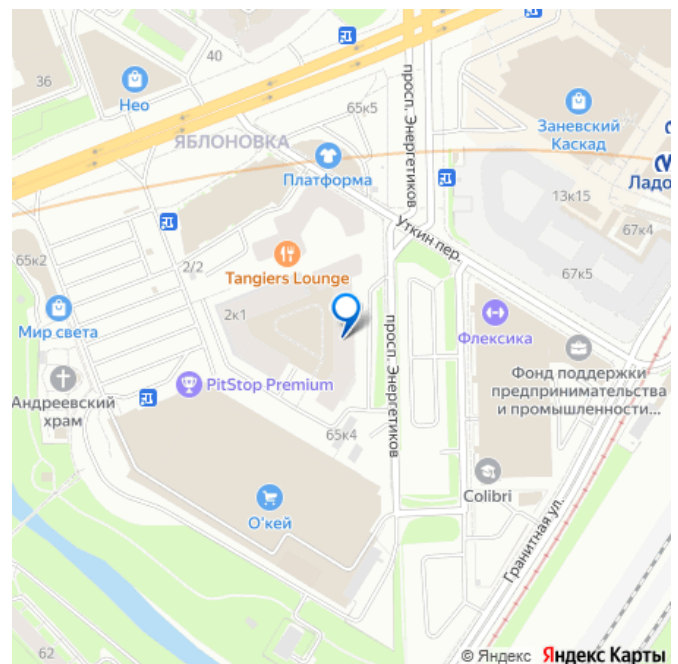 40
36
Нео
65к5
просп. Энергетиков
Заневский
Каскад
ЯБЛОНОВКА
Платформа
Ладо
13к15
67к4
Уткин пер.
65к2
2/2
Tangiers Lounge
67к5
2к1
Мир света
просп. Энергетиков
Флексика
Фонд поддержки
предпринимательства
и промышленности...
PitStop Premium
Андреевский
храм
65к4
Colibri
О'кей
Гранитная ул.
62
© Яндекс Яндекс Карты